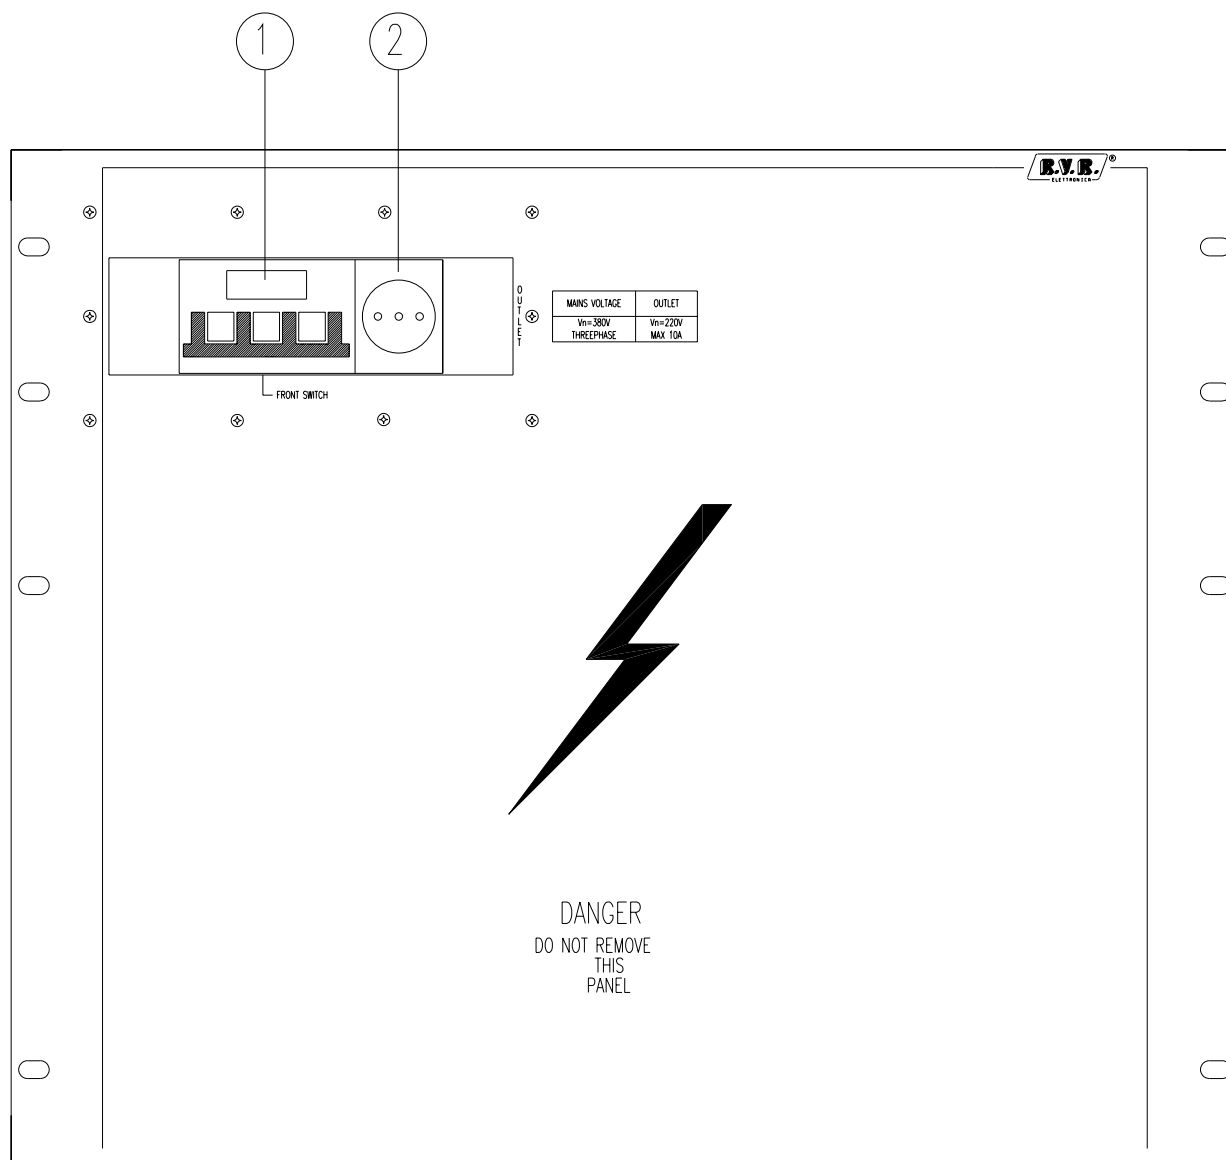 1
2
R.V.R.®
ELETTRONICA
OUTLET
MAINS VOLTAGE OUTLET
Vn=380V Vn=220V
THREEPHASE MAX 10A
FRONT SWITCH
DANGER
DO NOT REMOVE
THIS
PANEL